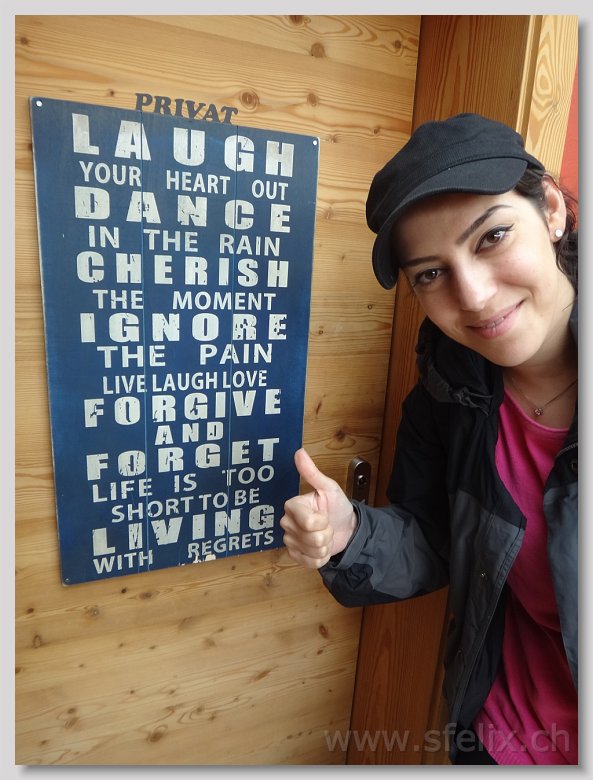 PRIVAT
LAUGH
YOUR HEART OUT
DANCE
IN THE RAIN
CHERISH
THE MOMENT
IGNORE
THE PAIN
LIVE LAUGH LOVE
FORGIVE
AND
FORGET
LIFE IS TOO
SHORT TO BE
LIVING
WITH REGRETS
www.sfelix.ch